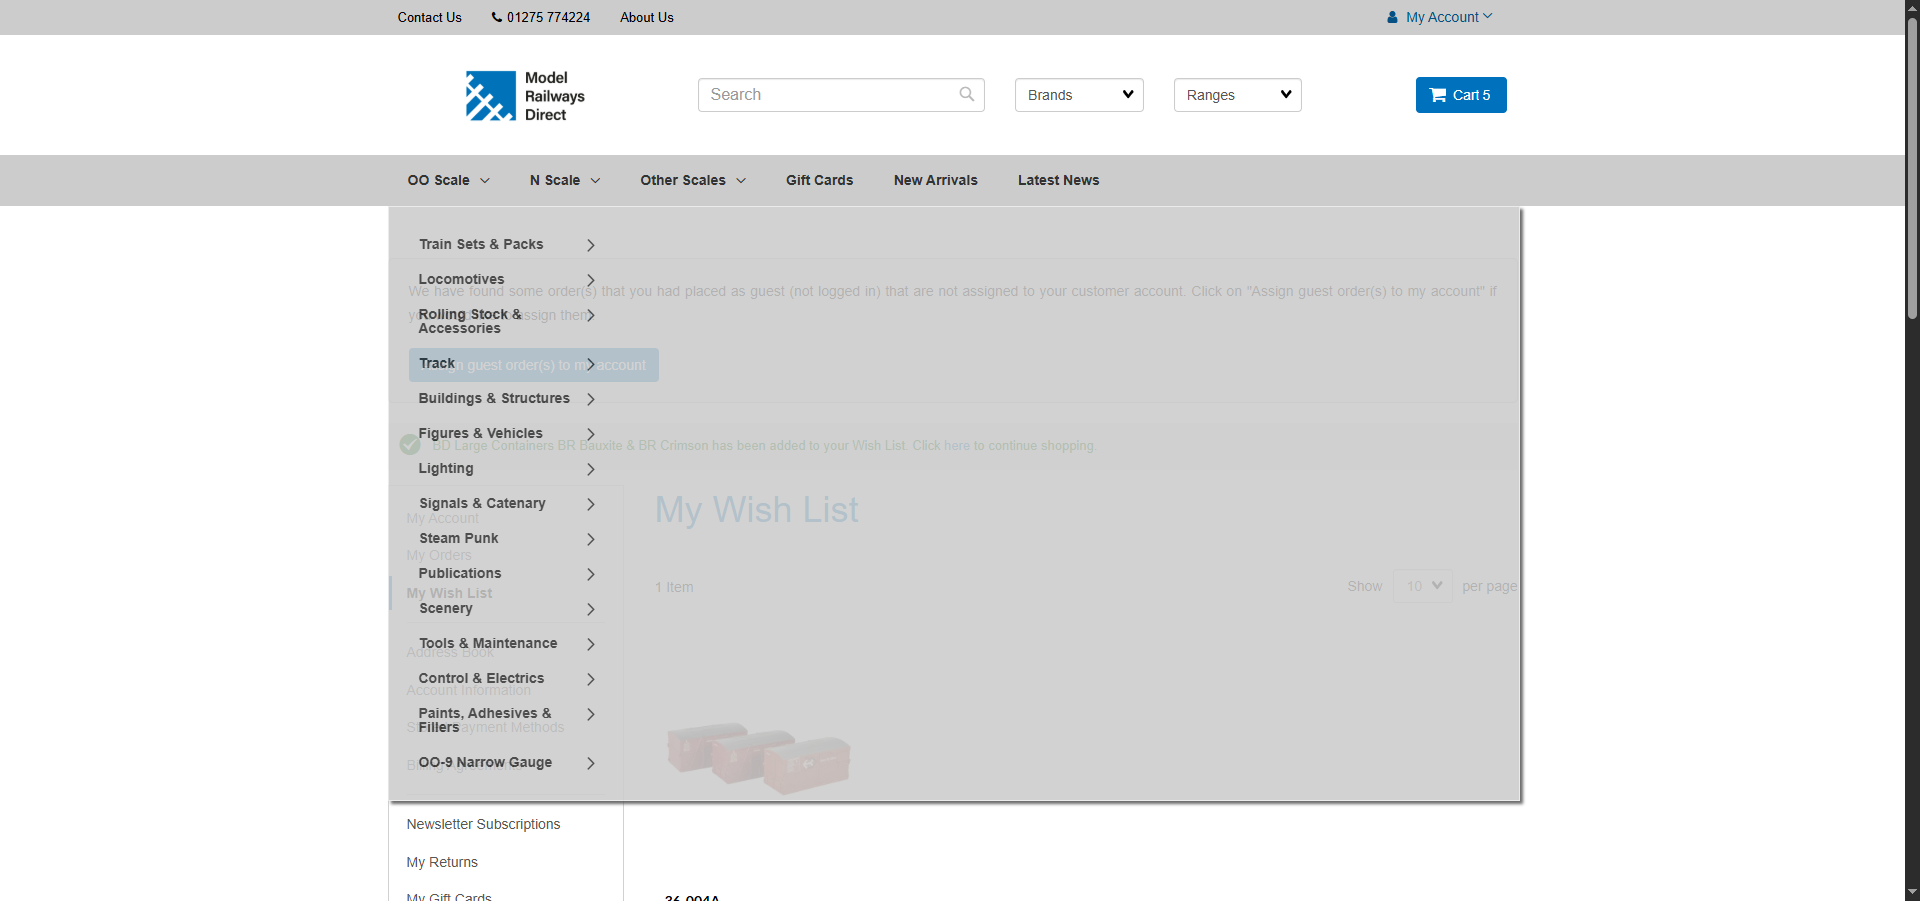 Contact Us
01275 774224
About Us
My Account
Model
Railways
Direct
Search
Brands
Ranges
Cart 5
OO Scale
N Scale
Other Scales
Gift Cards
New Arrivals
Latest News
Train Sets & Packs
Locomotives
We have found some order(s) that you had placed as guest (not logged in) that are not assigned to your customer account. Click on "Assign guest order(s) to my account" if
Rolling Stock &
Accessories
assign them
Track
guest order(s) to my account
Buildings & Structures
Figures & Vehicles
BD Large Containers BR Bauxite & BR Crimson has been added to your Wish List. Click here to continue shopping.
Lighting
Signals & Catenary
My Account
My Wish List
Steam Punk
My Orders
Publications
1 Item
Show 10 per page
My Wish List
Scenery
Tools & Maintenance
Address Book
Control & Electrics
Account Information
Paints, Adhesives &
Fillers
Payment Methods
OO-9 Narrow Gauge
Newsletter Subscriptions
My Returns
My Gift Cards
36-004A